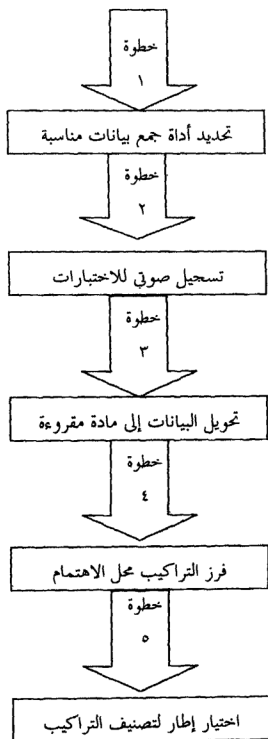 خطوة
١
تحديد أداة جمع بيانات مناسبة
خطوة
٢
تسجيل صوتي للاختبارات
خطوة
٣
تحويل البيانات إلى مادة مقروءة
خطوة
٤
فرز التراكيب محل الاهتمام
خطوة
٥
اختيار إطار لتصنيف التراكيب